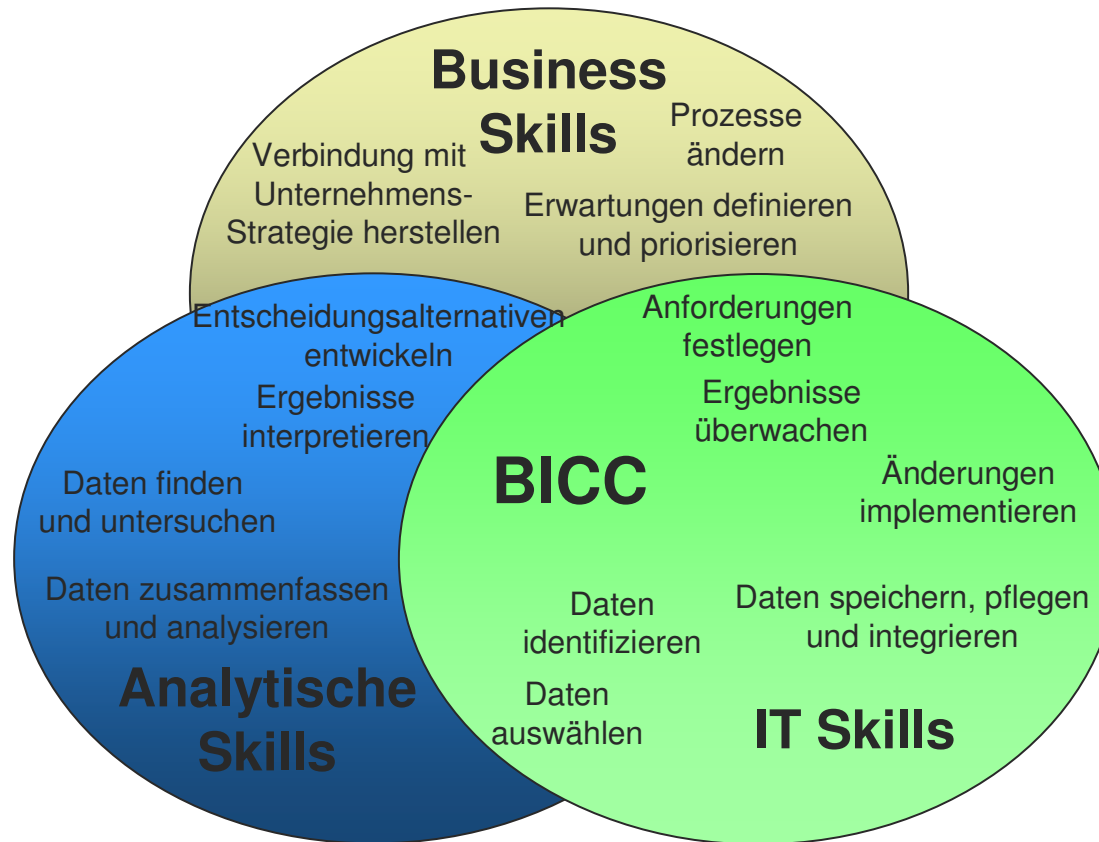 Business
Skills
Prozesse
ändern
Verbindung mit
Unternehmens-
Strategie herstellen
Erwartungen definieren
und priorisieren
Entscheidungsalternativen
entwickeln
Anforderungen
festlegen
Ergebnisse
interpretieren
Ergebnisse
überwachen
BICC
Daten finden
und untersuchen
Änderungen
implementieren
Daten zusammenfassen
und analysieren
Daten
identifizieren
Daten speichern, pflegen
und integrieren
Analytische
Skills
Daten
auswählen
IT Skills